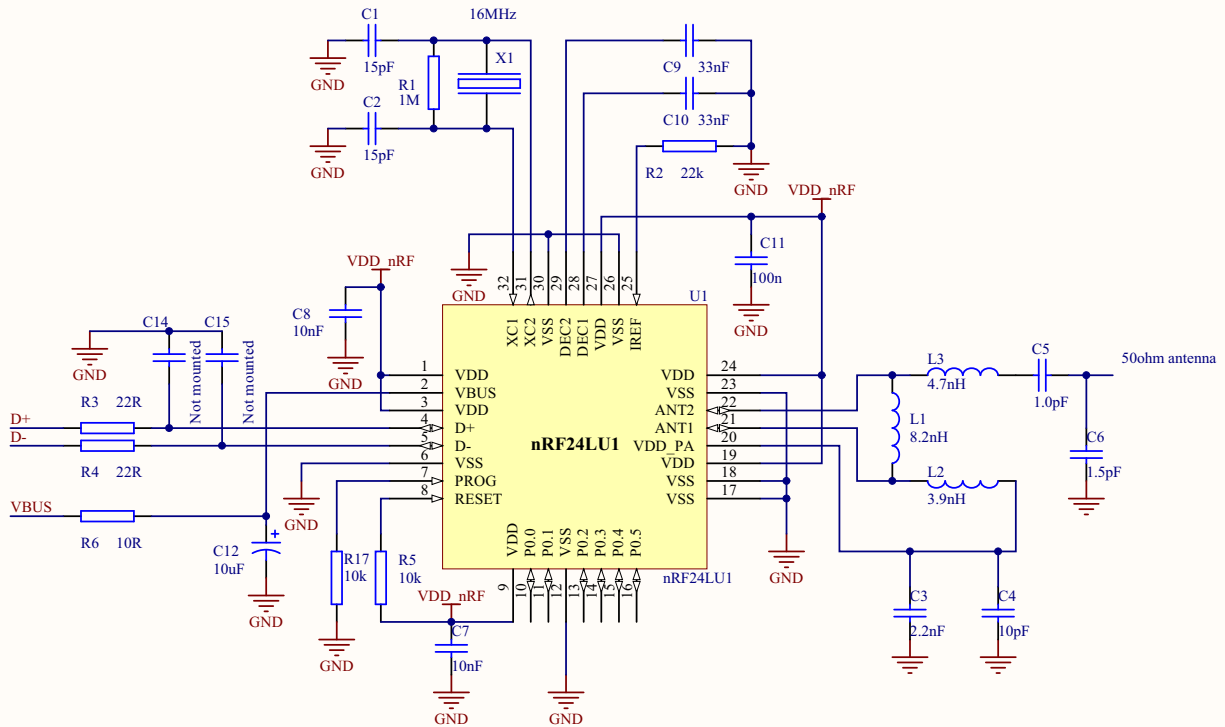 C1
16MHz
15pF
GND
R1
1M
X1
C2
15pF
GND
C9 33nF
C10 33nF
R2 22k
GND
VDD_nRF
C11
100n
GND
VDD_nRF
C8
10nF
GND
GND
U1
32 31 30 29 28 27 26 25
XC1 XC2 VSS DEC2 DEC1 VDD VSS IREF
C14 C15
GND
Not mounted
Not mounted
R3 22R
D+
D-
R4 22R
VBUS
R6 10R
C12
10uF
GND
1 VDD
2 VBUS
3 VDD
4 D+
5 D-
6 VSS
7 PROG
8 RESET
nRF24LU1
VDD 24
VSS 23
ANT2 22
ANT1 21
VDD_PA 20
VDD 19
VSS 18
VSS 17
VDD P0.0 P0.1 VSS P0.2 P0.3 P0.4 P0.5
9 10 11 12 13 14 15 16
nRF24LU1
GND
R17
10k
R5
10k
GND
VDD_nRF
C7
10nF
GND
GND
GND
L3
4.7nH
C5
1.0pF
50ohm antenna
L1
8.2nH
L2
3.9nH
C6
1.5pF
C3
2.2nF
C4
10pF